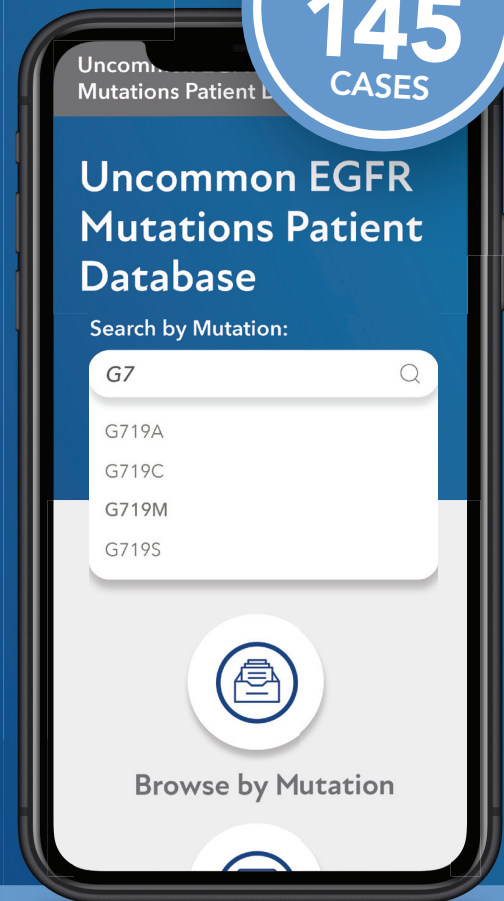 145
CASES
Mutations Patient
Uncommon EGFR
Mutations Patient
Database
Search by Mutation:
G7
G719A
G719C
G719M
G719S
Browse by Mutation